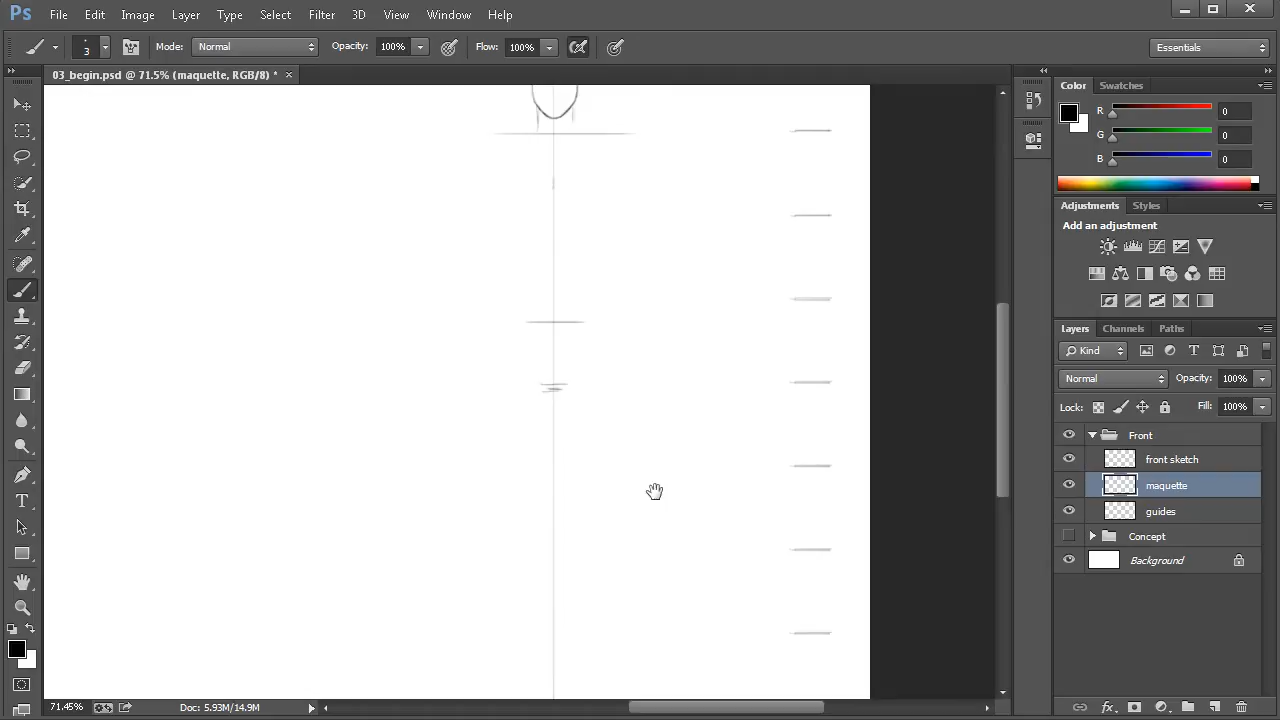 Ps File Edit Image Layer Type Select Filter 3D View Window Help
3 Mode: Normal Opacity: 100% Flow: 100% Essentials
03_begin.psd @ 71.5% (maquette, RGB/8) * ×
Color Swatches
R 0
G
B 0
Adjustments Styles
Add an adjustment
Layers Channels Paths
Kind
Normal Opacity: 100%
Lock: Fill: 100%
Front
front sketch
maquette
guides
Concept
Background
71.45% Doc: 5.93M/14.9M